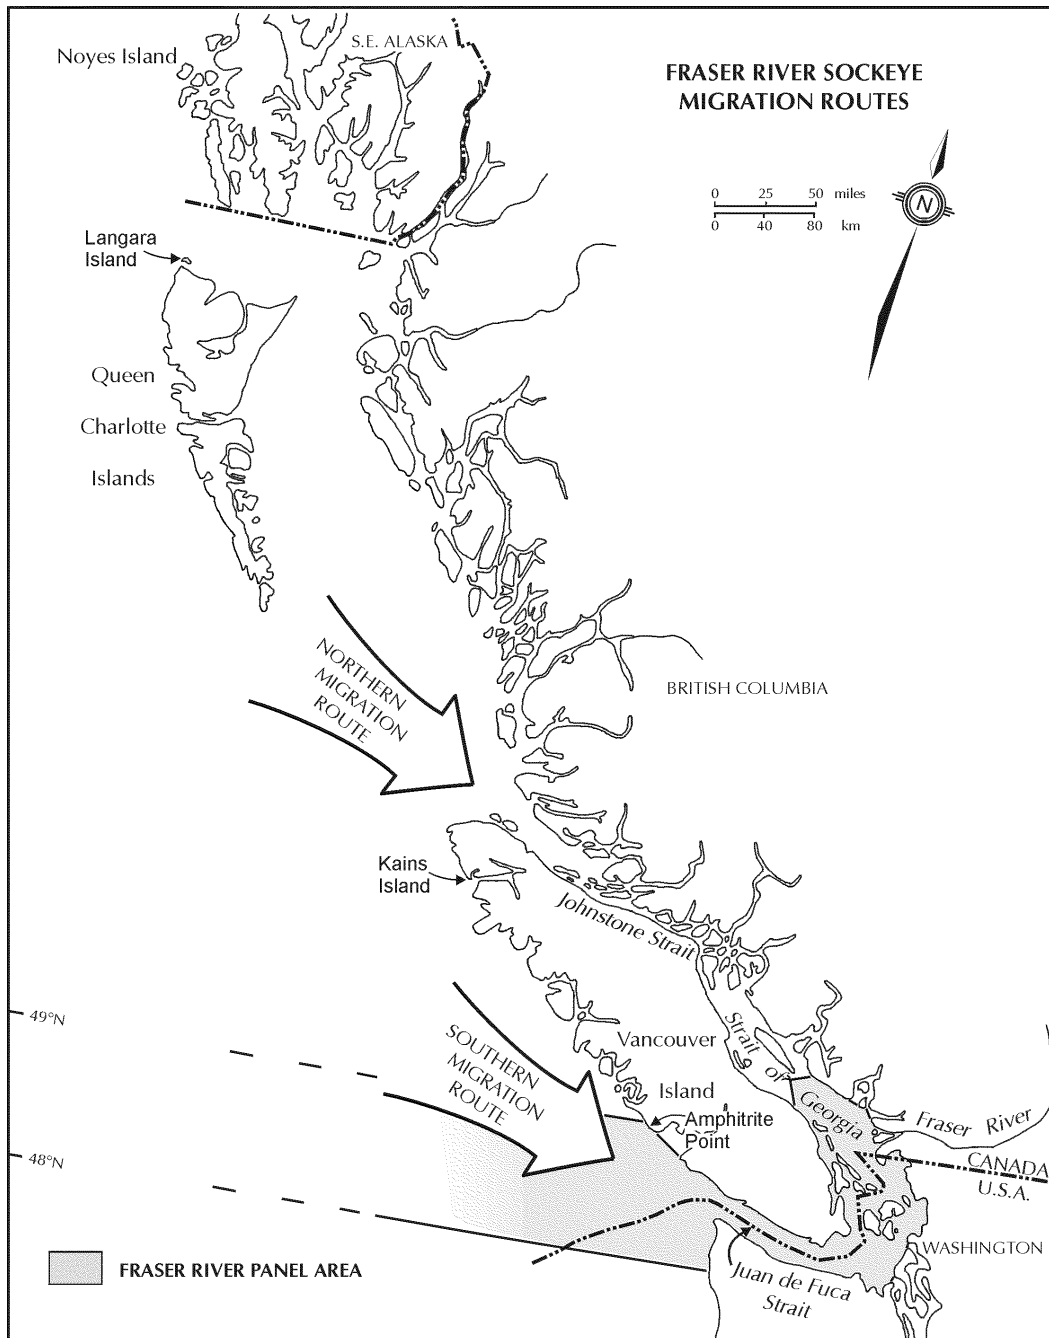 Noyes Island
S.E. ALASKA
FRASER RIVER SOCKEYE
MIGRATION ROUTES
0 25 50 miles
0 40 80 km
N
Langara
Island
Queen
Charlotte
Islands
NORTHERN
MIGRATION
ROUTE
BRITISH COLUMBIA
Kains
Island
Johnstone Strait
49°N
SOUTHERN
MIGRATION
ROUTE
Vancouver
Island
Strait of
Georgia
Amphitrite
Point
Fraser River
48°N
CANADA
U.S.A.
WASHINGTON
FRASER RIVER PANEL AREA
Juan de Fuca
Strait